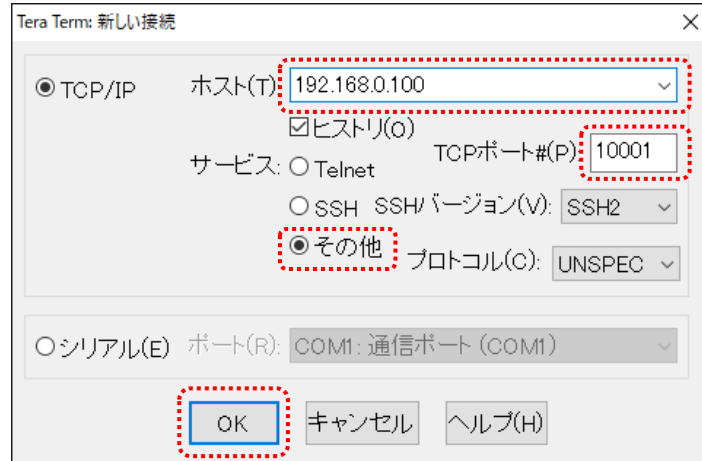 Tera Term: 新しい接続
TCP/IP ホスト(T): 192.168.0.100
ヒストリ(O)
サービス: Telnet TCPポート#(P): 10001
SSH SSHバージョン(V): SSH2
その他 プロトコル(C): UNSPEC
シリアル(E) ポート(R): COM1: 通信ポート (COM1)
OK キャンセル ヘルプ(H)